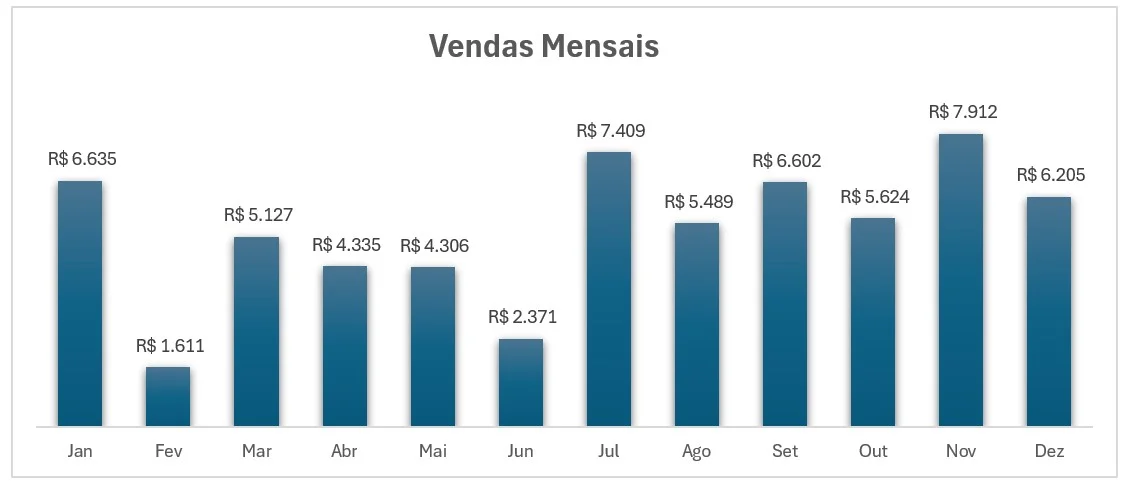 Vendas Mensais
R$ 6.635
R$ 1.611
R$ 5.127
R$ 4.335
R$ 4.306
R$ 2.371
R$ 7.409
R$ 5.489
R$ 6.602
R$ 5.624
R$ 7.912
R$ 6.205
Jan Fev Mar Abr Mai Jun Jul Ago Set Out Nov Dez